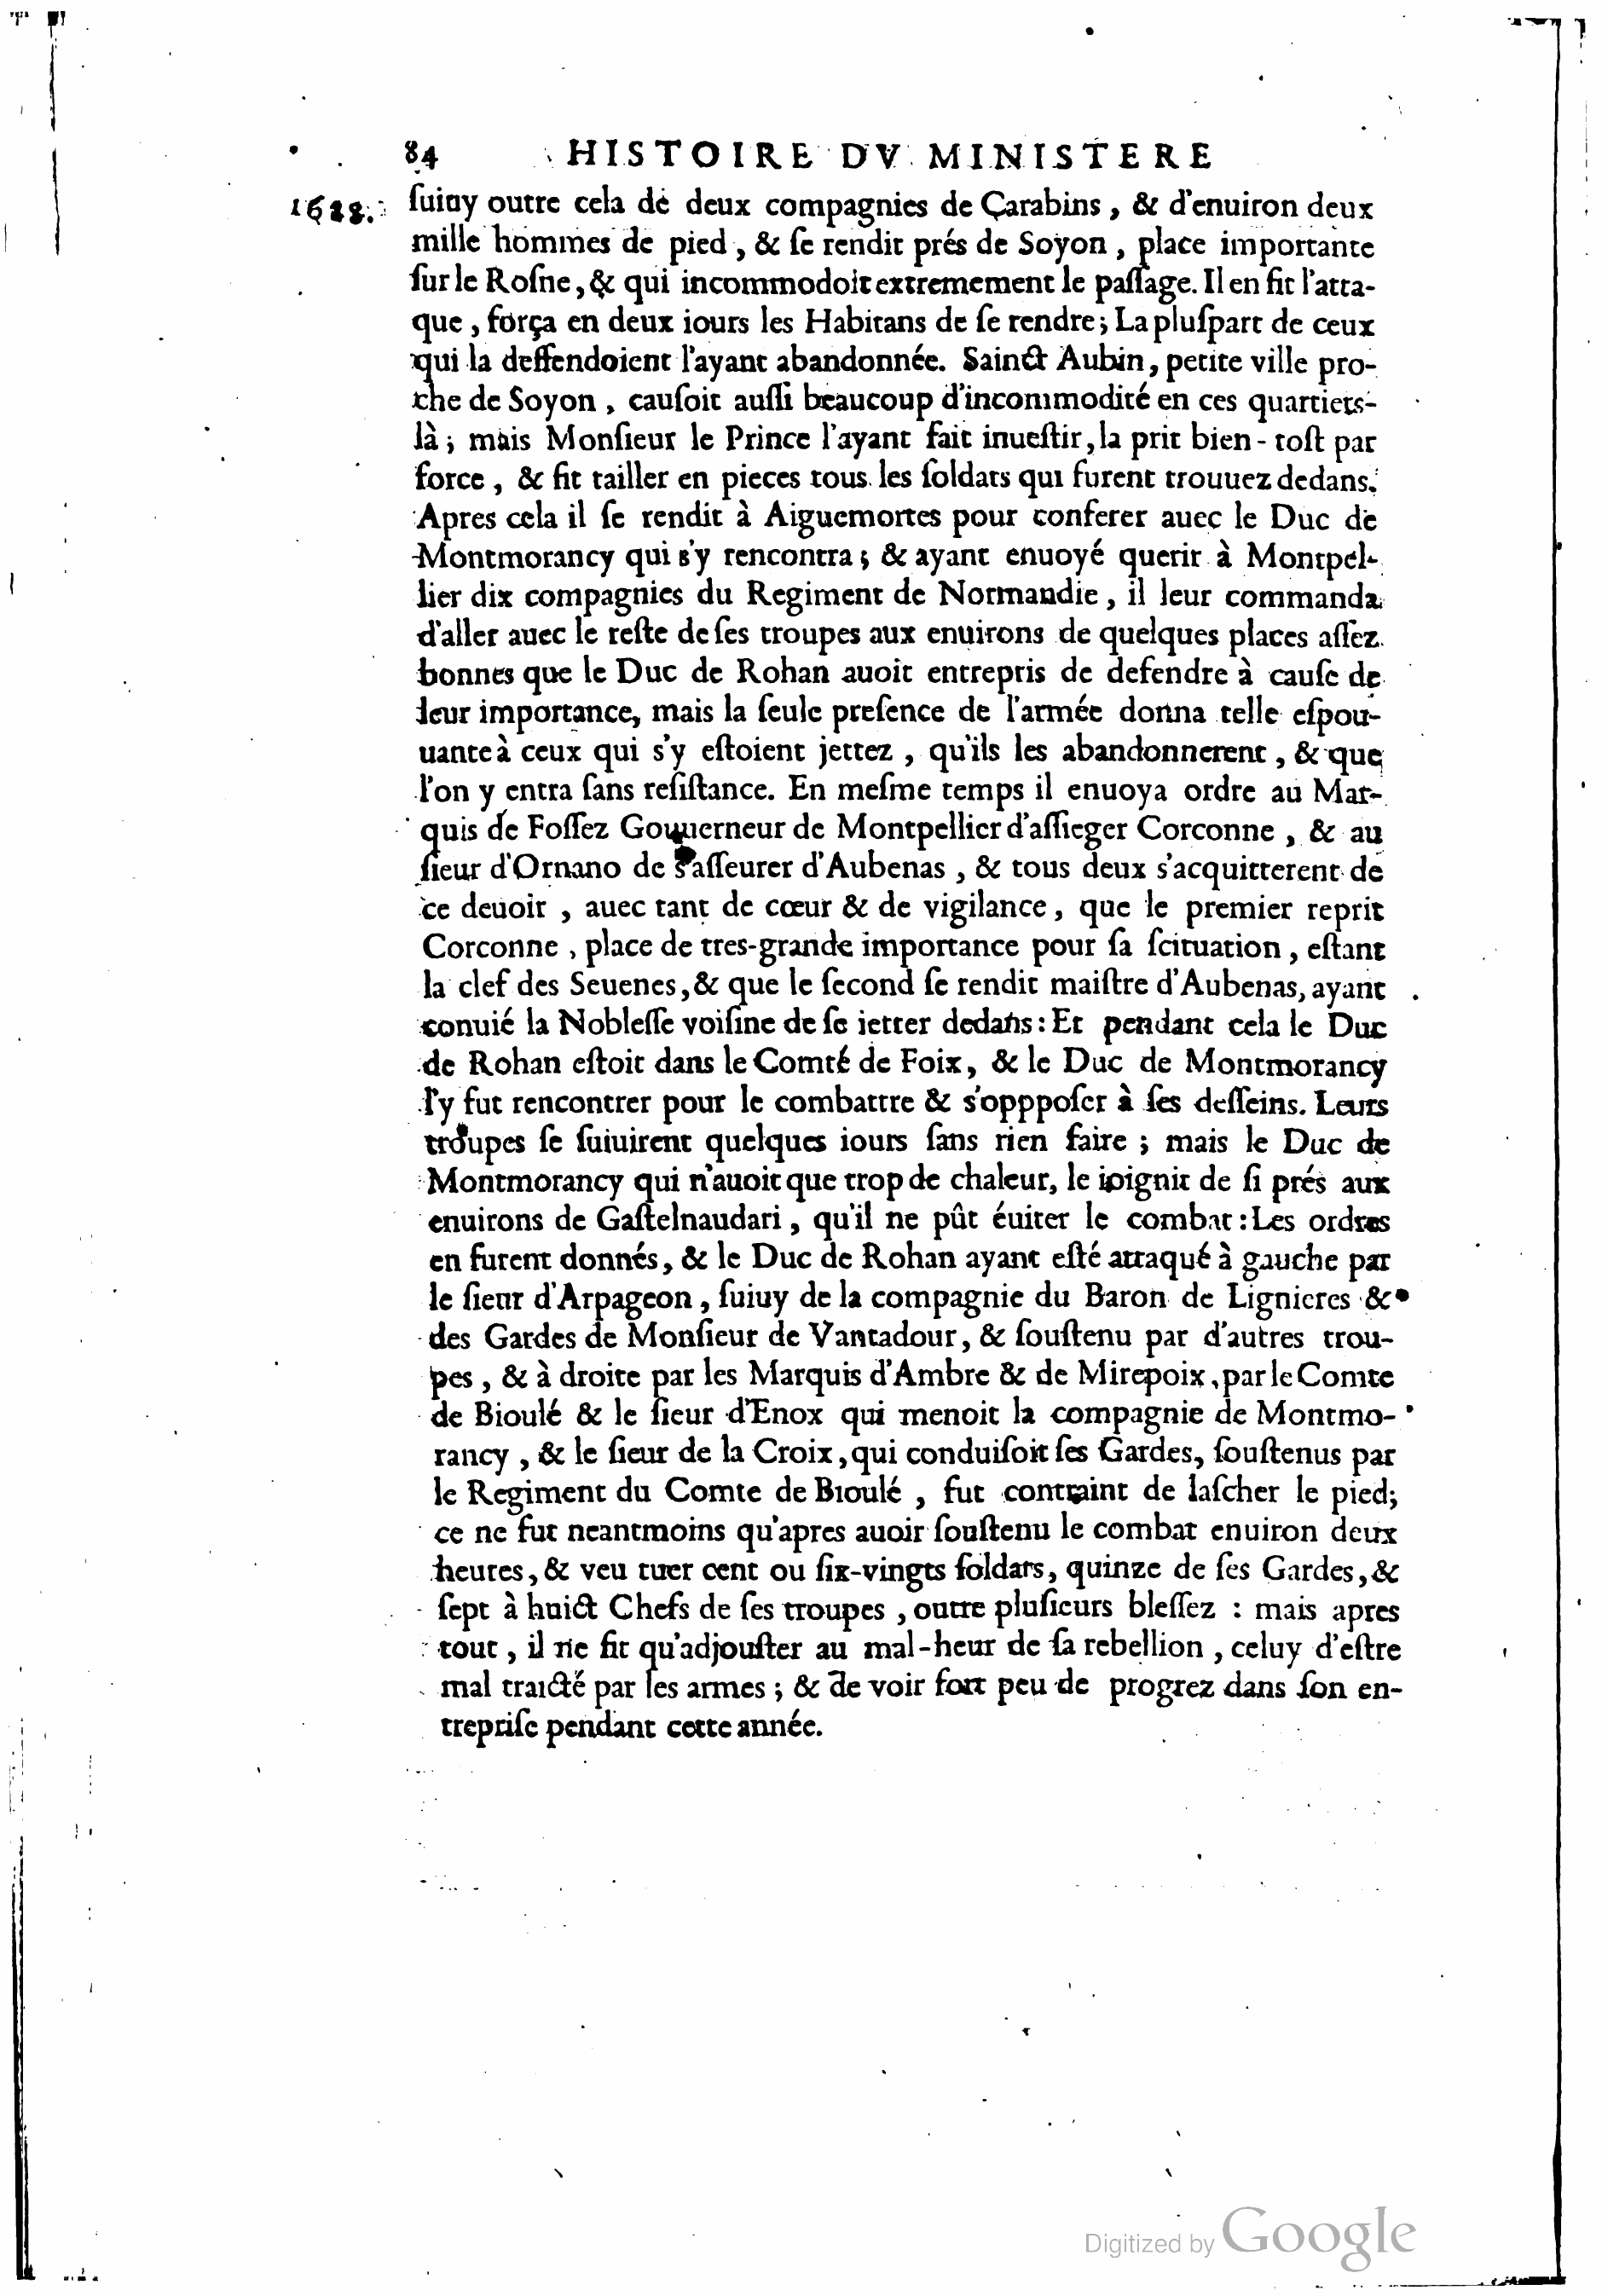 84 HISTOIRE DV MINISTERE
1628. ſuiuy outre cela de deux compagnies de Carabins, & d'enuiron deux
mille hommes de pied, & ſe rendit prés de Soyon, place importante
ſur le Roſne, & qui incommodoit extremement le paſſage. Il en fit l'atta-
que, força en deux iours les Habitans de ſe rendre; La pluſpart de ceux
qui la deffendoient l'ayant abandonnée. Sainct Aubin, petite ville pro-
che de Soyon, cauſoit auſſi beaucoup d'incommodité en ces quartiers-
là; mais Monſieur le Prince l'ayant fait inueſtir, la prit bien-toſt par
force, & fit tailler en pieces tous les ſoldats qui furent trouuez dedans.
Apres cela il ſe rendit à Aiguemortes pour conferer auec le Duc de
Montmorancy qui s'y rencontra; & ayant enuoyé querir à Montpel-
lier dix compagnies du Regiment de Normandie, il leur commanda
d'aller auec le reſte de ſes troupes aux enuirons de quelques places aſſez
bonnes que le Duc de Rohan auoit entrepris de defendre à cauſe de
leur importance, mais la ſeule preſence de l'armée donna telle eſpou-
uante à ceux qui s'y eſtoient jettez, qu'ils les abandonnerent, & que
l'on y entra ſans reſiſtance. En meſme temps il enuoya ordre au Mar-
quis de Foſſez Gouuerneur de Montpellier d'aſſieger Corconne, & au
ſieur d'Ornano de s'aſſeurer d'Aubenas, & tous deux s'acquitterent de
ce deuoir, auec tant de cœur & de vigilance, que le premier reprit
Corconne, place de tres-grande importance pour ſa ſcituation, eſtant
la clef des Seuenes, & que le ſecond ſe rendit maiſtre d'Aubenas, ayant
conuié la Nobleſſe voiſine de ſe ietter dedans: Et pendant cela le Duc
de Rohan eſtoit dans le Comté de Foix, & le Duc de Montmorancy
l'y fut rencontrer pour le combattre & s'oppposer à ſes deſſeins. Leurs
troupes ſe ſuiuirent quelques iours ſans rien faire; mais le Duc de
Montmorancy qui n'auoit que trop de chaleur, le ioignit de ſi prés aux
enuirons de Gaſtelnaudari, qu'il ne pût éuiter le combat: Les ordres
en furent donnés, & le Duc de Rohan ayant eſté attaqué à gauche par
le ſieur d'Arpageon, ſuiuy de la compagnie du Baron de Lignieres &
des Gardes de Monſieur de Vantadour, & ſouſtenu par d'autres trou-
pes, & à droite par les Marquis d'Ambre & de Mirepoix, par le Comte
de Bioulé & le ſieur d'Enox qui menoit la compagnie de Montmo-
rancy, & le ſieur de la Croix, qui conduiſoit ſes Gardes, ſouſtenus par
le Regiment du Comte de Bioulé, fut contraint de laſcher le pied;
ce ne fut neantmoins qu'apres auoir ſouſtenu le combat enuiron deux
heures, & veu tuer cent ou ſix-vingts ſoldats, quinze de ſes Gardes, &
ſept à huict Chefs de ſes troupes, outre pluſieurs bleſſez: mais apres
tout, il ne fit qu'adjouſter au mal-heur de ſa rebellion, celuy d'eſtre
mal traicté par les armes; & de voir fort peu de progrez dans ſon en-
trepriſe pendant cette année.
Digitized by Google